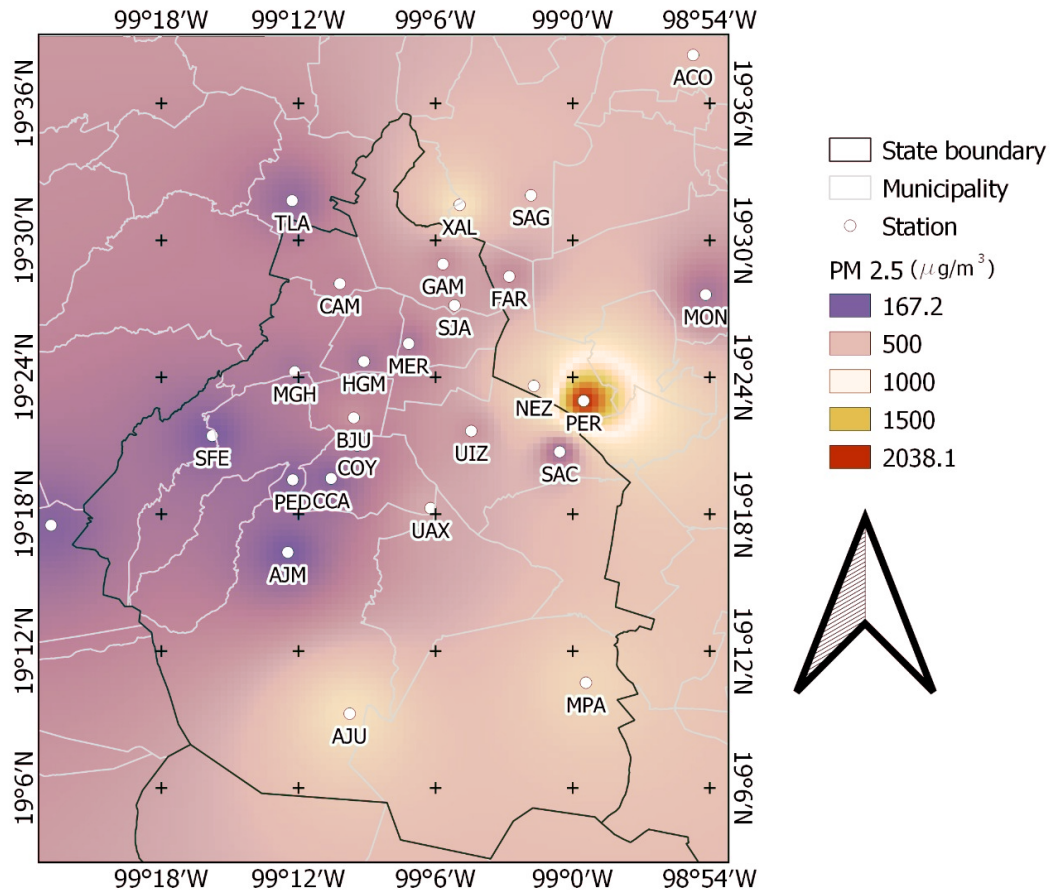 99°18′W 99°12′W 99°6′W 99°0′W 98°54′W
19°36′N 19°36′N
19°30′N 19°30′N
19°24′N 19°24′N
19°18′N 19°18′N
19°12′N 19°12′N
19°6′N 19°6′N
ACO
TLA
XAL
SAG
GAM
FAR
CAM
MON
SJA
MER
HGM
MGH
NEZ
PER
BJU
UIZ
SFE
COY
SAC
PED
CCA
UAX
AJM
MPA
AJU
99°18′W 99°12′W 99°6′W 99°0′W 98°54′W
State boundary
Municipality
Station
PM 2.5 (μg/m³)
167.2
500
1000
1500
2038.1